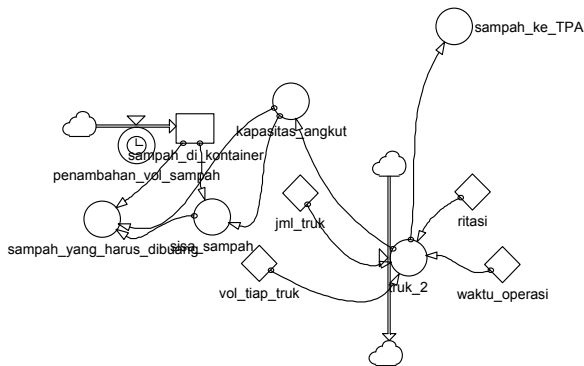 sampah_ke_TPA
kapasitas_angkut
sampah_di_kontainer
penambahan_vol_sampah
ritasi
jml_truk
sampah_yang_harus_dibuang
sisa_sampah
vol_tiap_truk
truk_2
waktu_operasi